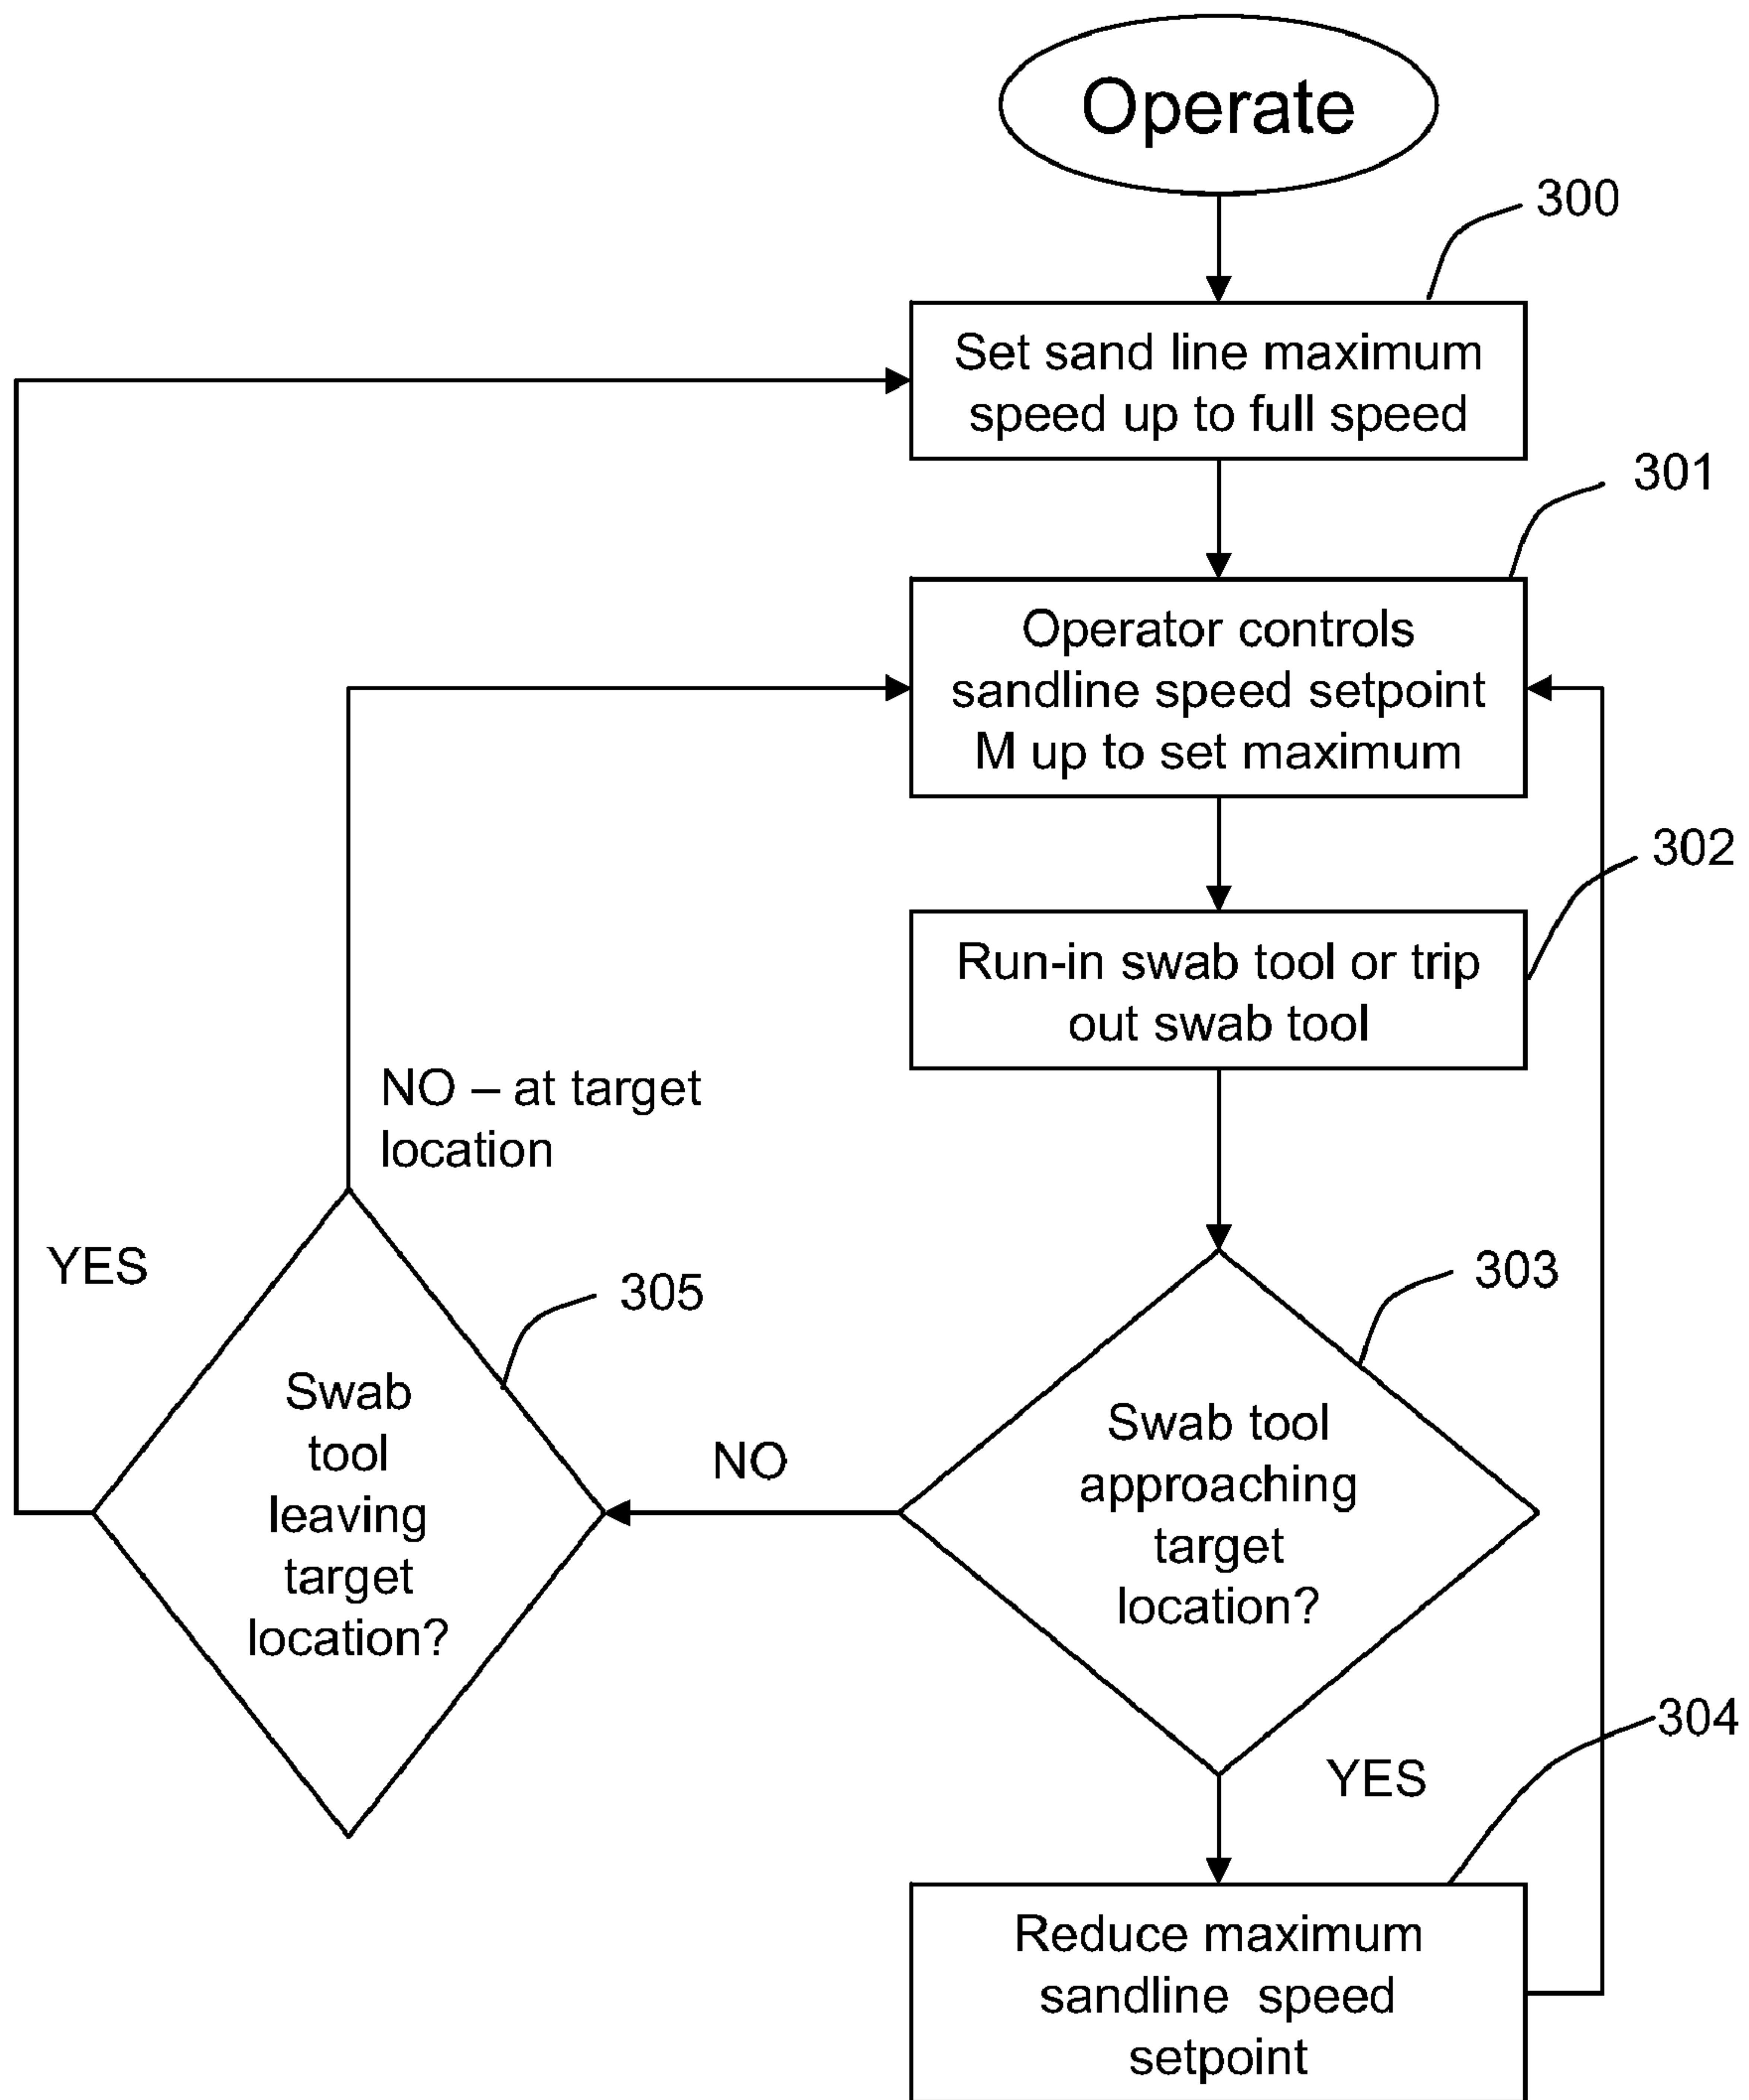 Operate
300
Set sand line maximum
speed up to full speed
301
Operator controls
sandline speed setpoint
M up to set maximum
302
Run-in swab tool or trip
out swab tool
NO – at target
location
YES
305
303
Swab
tool
leaving
target
location?
NO
Swab tool
approaching
target
location?
304
YES
Reduce maximum
sandline speed
setpoint